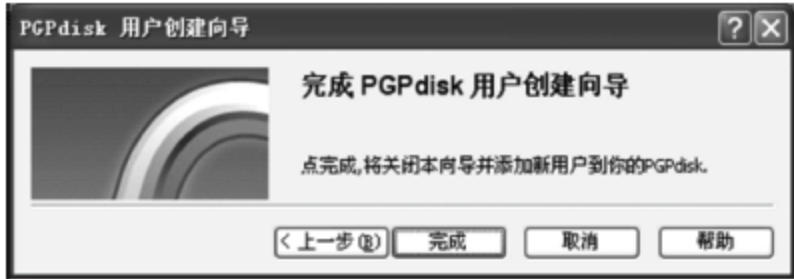 PGPdisk 用户创建向导
完成 PGPdisk 用户创建向导
点完成,将关闭本向导并添加新用户到你的PGPdisk.
< 上一步(B) 完成 取消 帮助